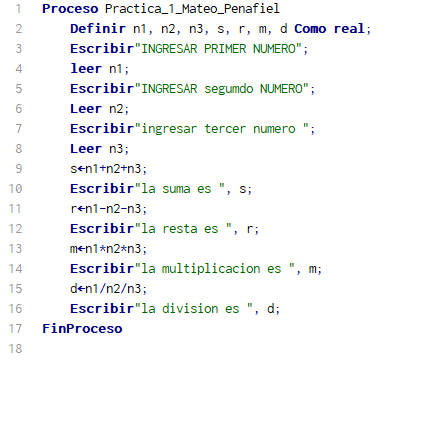 1 Proceso Practica_1_Mateo_Penafiel
2 Definir n1, n2, n3, s, r, m, d Como real;
3 Escribir"INGRESAR PRIMER NUMERO";
4 leer n1;
5 Escribir"INGRESAR segumdo NUMERO";
6 Leer n2;
7 Escribir"ingresar tercer numero ";
8 Leer n3;
9 s←n1+n2+n3;
10 Escribir"la suma es ", s;
11 r←n1-n2-n3;
12 Escribir"la resta es ", r;
13 m←n1*n2*n3;
14 Escribir"la multiplicacion es ", m;
15 d←n1/n2/n3;
16 Escribir"la division es ", d;
17 FinProceso
18